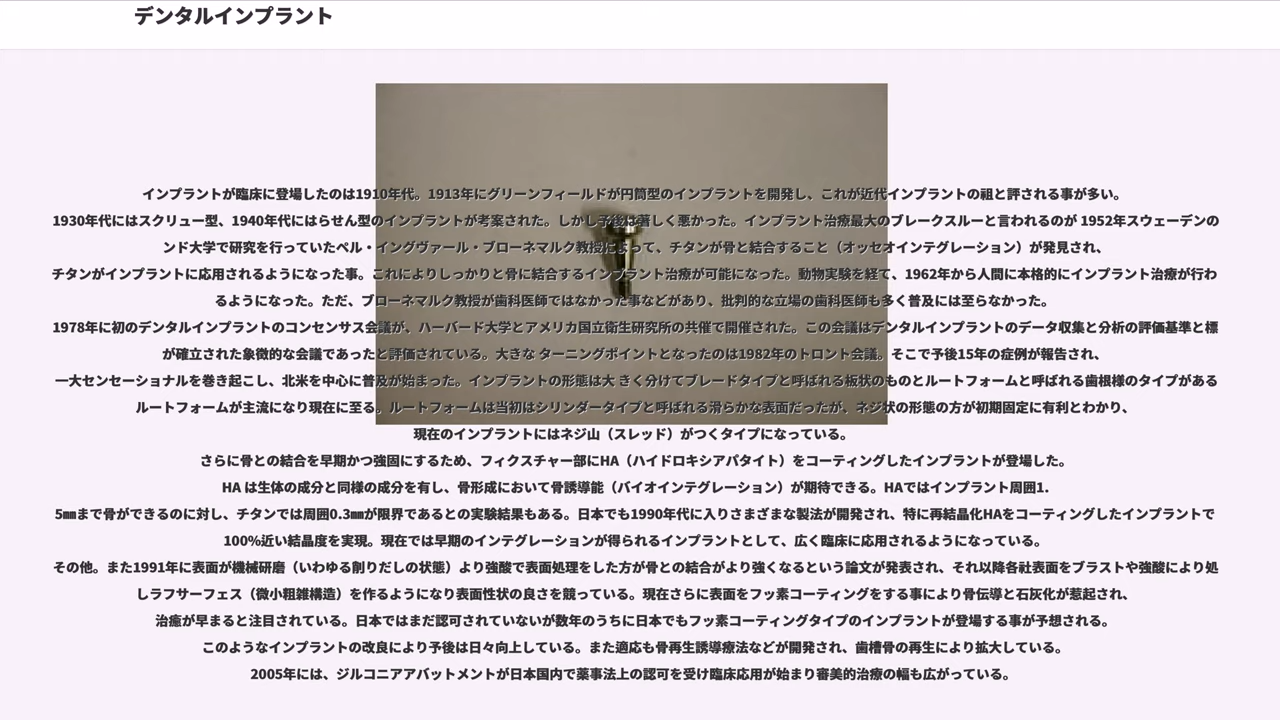 デンタルインプラント
インプラントが臨床に登場したのは1910年代。1913年にグリーンフィールドが円筒型のインプラントを開発し、これが近代インプラントの祖と評される事が多い。
1930年代にはスクリュー型、1940年代にはらせん型のインプラントが考案された。しかし予後は著しく悪かった。インプラント治療最大のブレークスルーと言われるのが 1952年スウェーデンの
ンド大学で研究を行っていたペル・イングヴァール・ブローネマルク教授によって、チタンが骨と結合すること（オッセオインテグレーション）が発見され、
チタンがインプラントに応用されるようになった事。これによりしっかりと骨に結合するインプラント治療が可能になった。動物実験を経て、1962年から人間に本格的にインプラント治療が行わ
るようになった。ただ、ブローネマルク教授が歯科医師ではなかった事などがあり、批判的な立場の歯科医師も多く普及には至らなかった。
1978年に初のデンタルインプラントのコンセンサス会議が、ハーバード大学とアメリカ国立衛生研究所の共催で開催された。この会議はデンタルインプラントのデータ収集と分析の評価基準と標
が確立された象徴的な会議であったと評価されている。大きな ターニングポイントとなったのは1982年のトロント会議。そこで予後15年の症例が報告され、
一大センセーショナルを巻き起こし、北米を中心に普及が始まった。インプラントの形態は大 きく分けてブレードタイプと呼ばれる板状のものとルートフォームと呼ばれる歯根様のタイプがある
ルートフォームが主流になり現在に至る。ルートフォームは当初はシリンダータイプと呼ばれる滑らかな表面だったが、ネジ状の形態の方が初期固定に有利とわかり、
現在のインプラントにはネジ山（スレッド）がつくタイプになっている。
さらに骨との結合を早期かつ強固にするため、フィクスチャー部にHA（ハイドロキシアパタイト）をコーティングしたインプラントが登場した。
HA は生体の成分と同様の成分を有し、骨形成において骨誘導能（バイオインテグレーション）が期待できる。HAではインプラント周囲1.
5㎜まで骨ができるのに対し、チタンでは周囲0.3㎜が限界であるとの実験結果もある。日本でも1990年代に入りさまざまな製法が開発され、特に再結晶化HAをコーティングしたインプラントで
100%近い結晶度を実現。現在では早期のインテグレーションが得られるインプラントとして、広く臨床に応用されるようになっている。
その他。また1991年に表面が機械研磨（いわゆる削りだしの状態）より強酸で表面処理をした方が骨との結合がより強くなるという論文が発表され、それ以降各社表面をブラストや強酸により処
しラフサーフェス（微小粗雑構造）を作るようになり表面性状の良さを競っている。現在さらに表面をフッ素コーティングをする事により骨伝導と石灰化が惹起され、
治癒が早まると注目されている。日本ではまだ認可されていないが数年のうちに日本でもフッ素コーティングタイプのインプラントが登場する事が予想される。
このようなインプラントの改良により予後は日々向上している。また適応も骨再生誘導療法などが開発され、歯槽骨の再生により拡大している。
2005年には、ジルコニアアバットメントが日本国内で薬事法上の認可を受け臨床応用が始まり審美的治療の幅も広がっている。